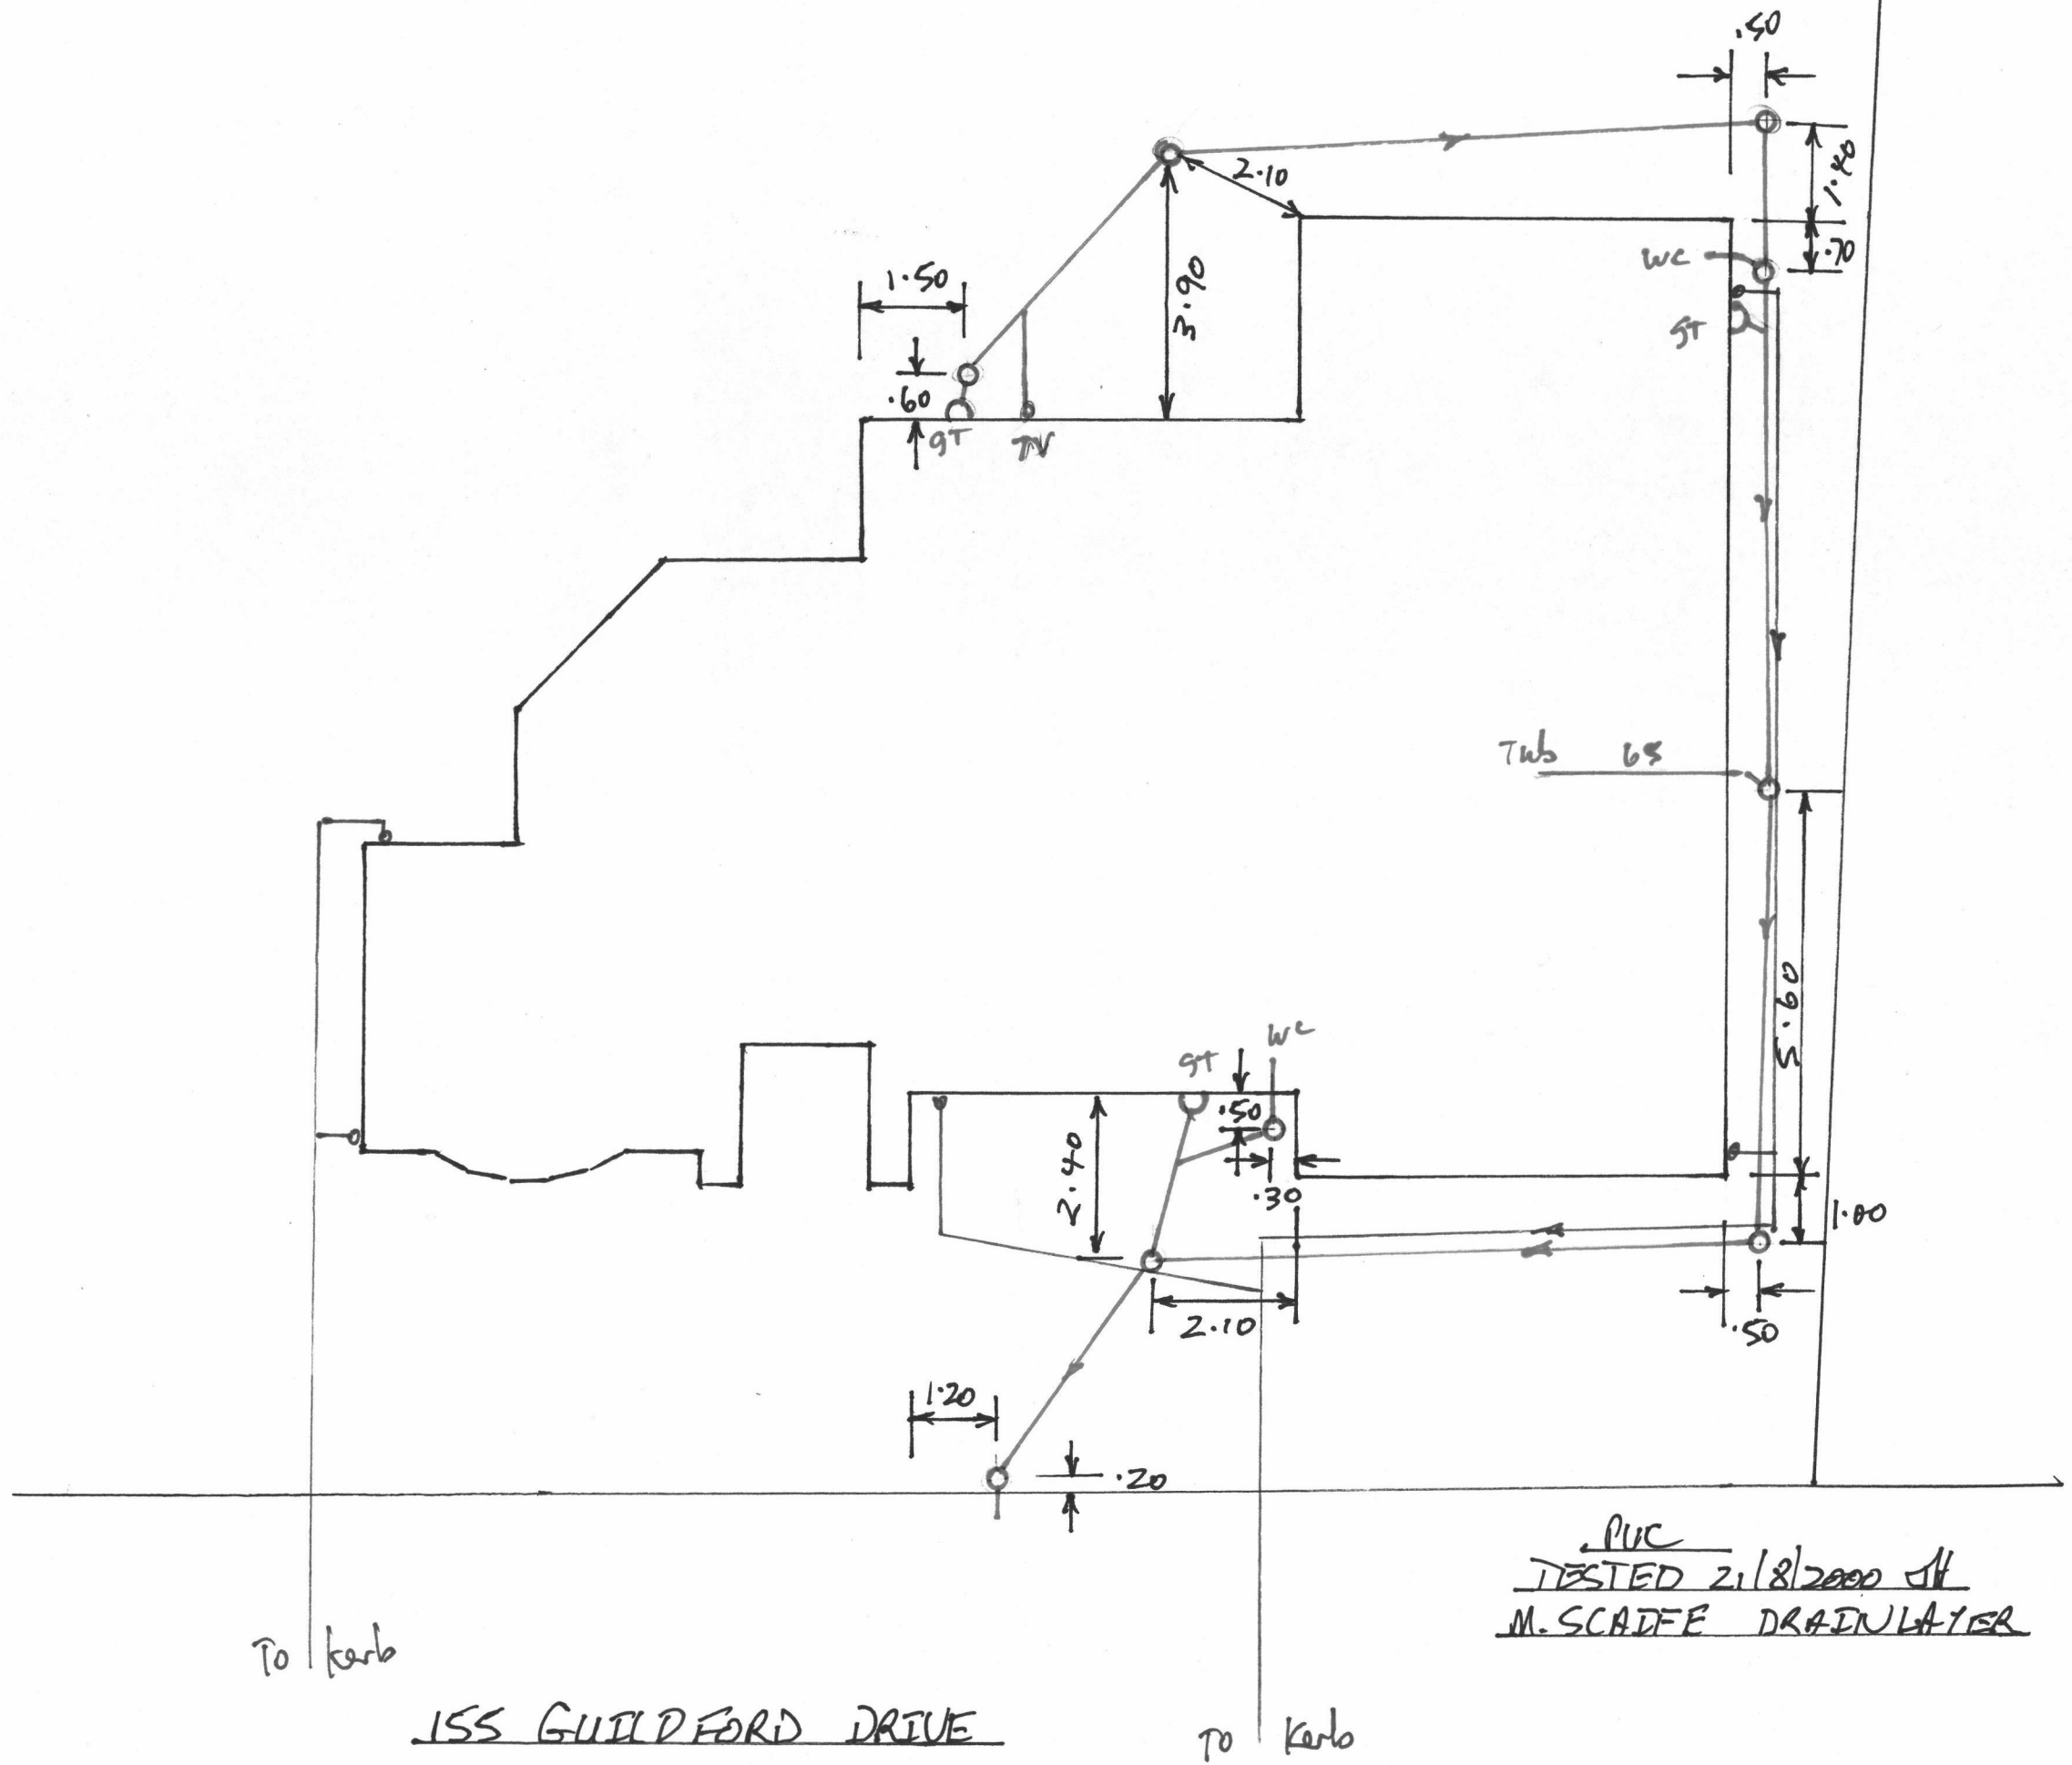 .50
1.40
2.10
WC
.70
1.50
3.90
GT
.60
GT
TV
Tub 65
5.60
WC
GT
.50
2.40
.30
1.00
2.10
.50
1.20
.20
PVC
TESTED 21/8/2000 JH
M. SCAIFE DRAINLAYER
To Kerb
155 GUILDFORD DRIVE
To Kerb